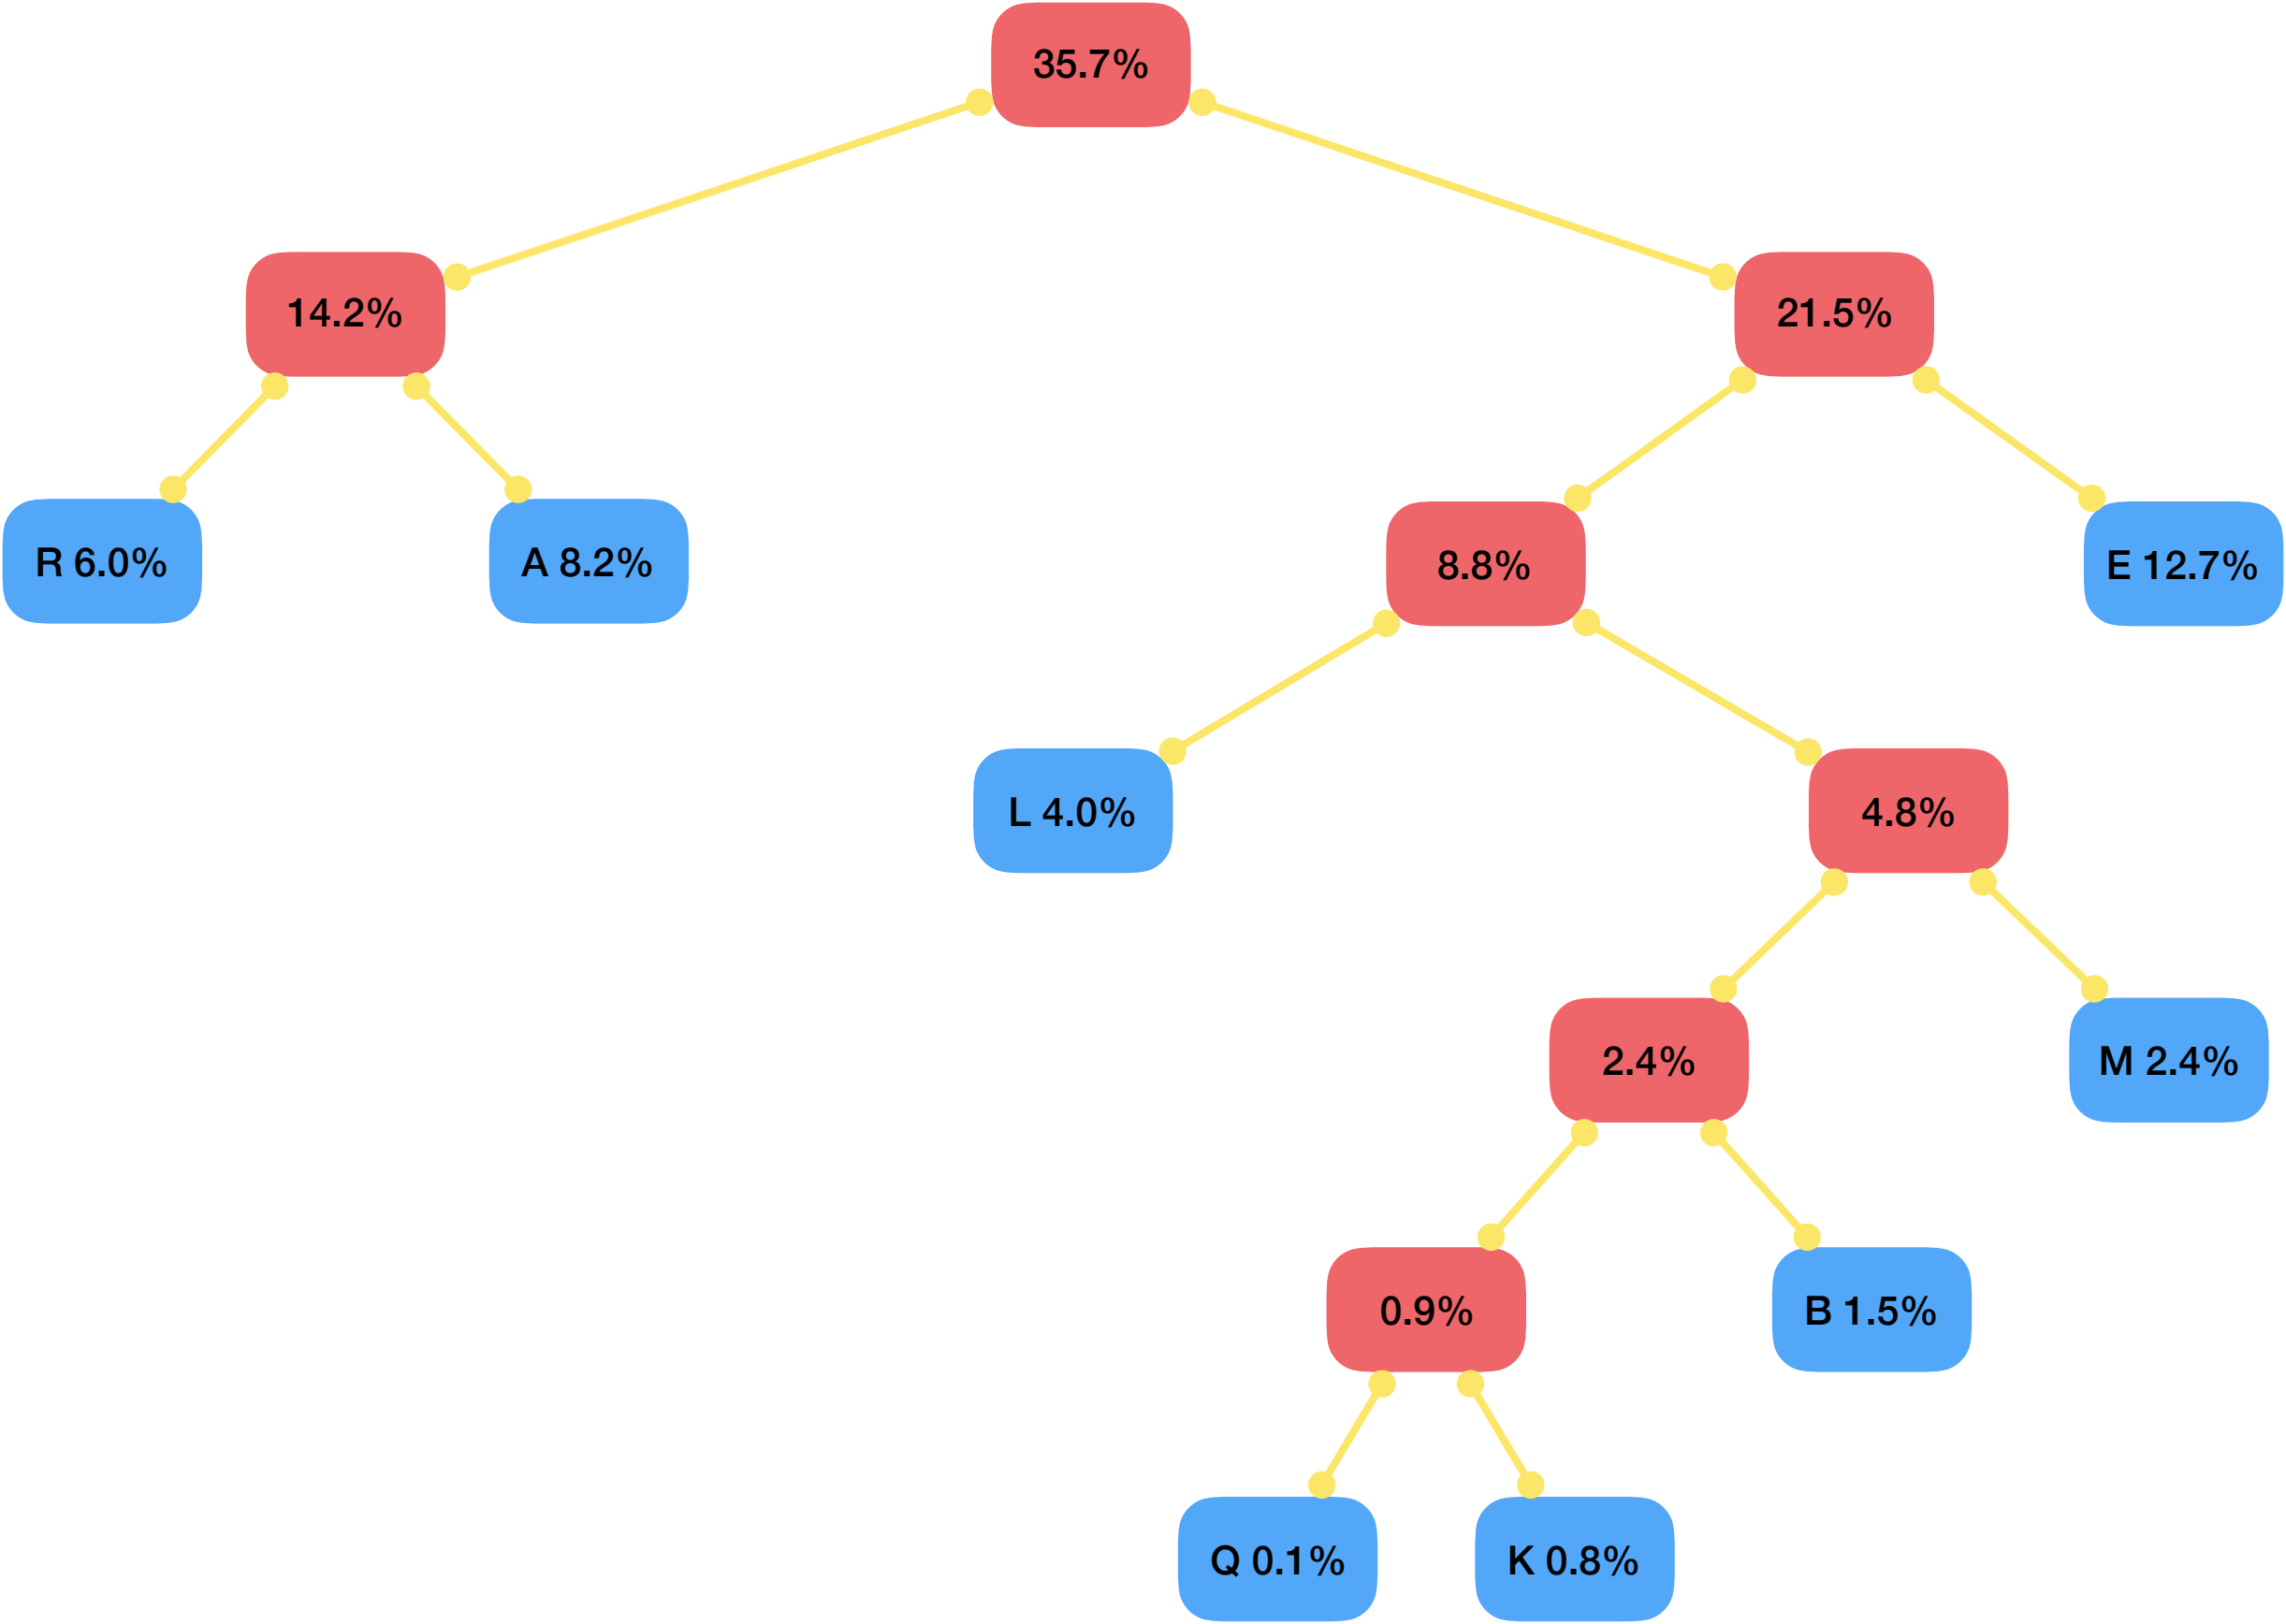 35.7%
14.2%
21.5%
R 6.0%
A 8.2%
8.8%
E 12.7%
L 4.0%
4.8%
2.4%
M 2.4%
0.9%
B 1.5%
Q 0.1%
K 0.8%